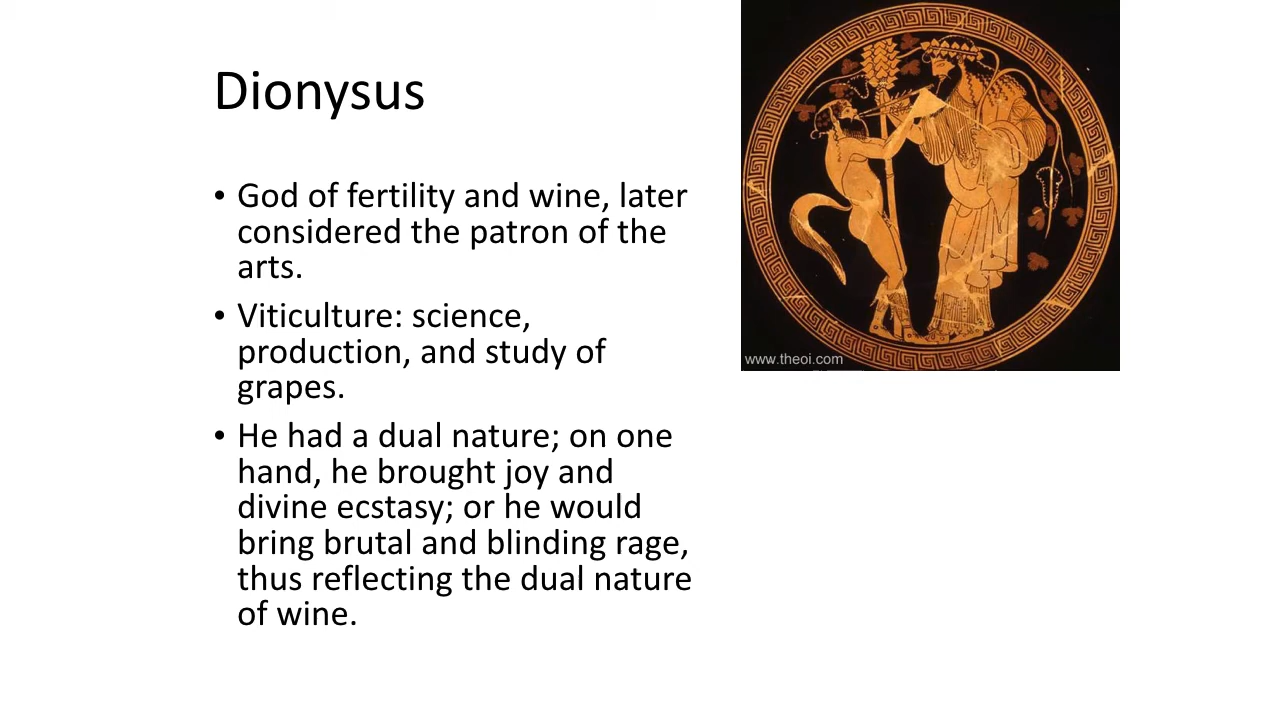 Dionysus
• God of fertility and wine, later
considered the patron of the
arts.
• Viticulture: science,
production, and study of
grapes.
• He had a dual nature; on one
hand, he brought joy and
divine ecstasy; or he would
bring brutal and blinding rage,
thus reflecting the dual nature
of wine.
www.theoi.com